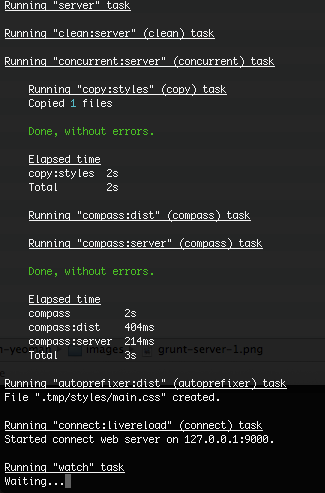 Running "server" task
Running "clean:server" (clean) task
Running "concurrent:server" (concurrent) task
Running "copy:styles" (copy) task
Copied 1 files
Done, without errors.
Elapsed time
copy:styles 2s
Total 2s
Running "compass:dist" (compass) task
Running "compass:server" (compass) task
Done, without errors.
Elapsed time
compass 2s
compass:dist 404ms
compass:server 214ms
images grunt-server-1.png
Total 3s
Running "autoprefixer:dist" (autoprefixer) task
File ".tmp/styles/main.css" created.
Running "connect:livereload" (connect) task
Started connect web server on 127.0.0.1:9000.
Running "watch" task
Waiting...